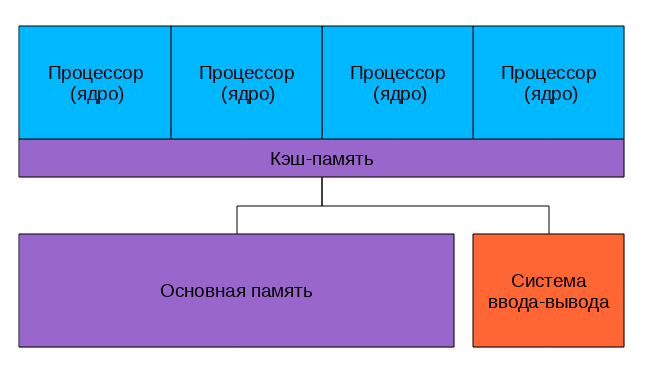 Процессор
(ядро)
Процессор
(ядро)
Процессор
(ядро)
Процессор
(ядро)
Кэш-память
Основная память
Система
ввода-вывода